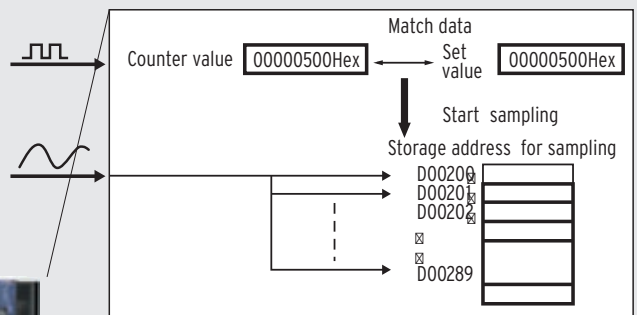 Match data
Counter value 00000500Hex Set value 00000500Hex
Start sampling
Storage address for sampling
D00200
D00201
D00202
D00289